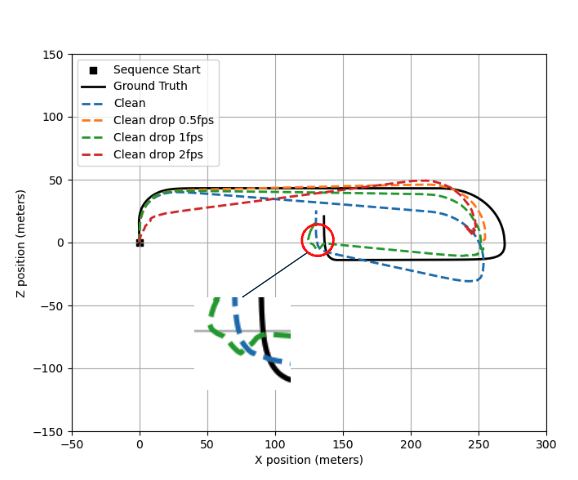 150
100
50
0
−50
−100
−150
Z position (meters)
Sequence Start
Ground Truth
Clean
Clean drop 0.5fps
Clean drop 1fps
Clean drop 2fps
−50
0
50
100
150
200
250
300
X position (meters)